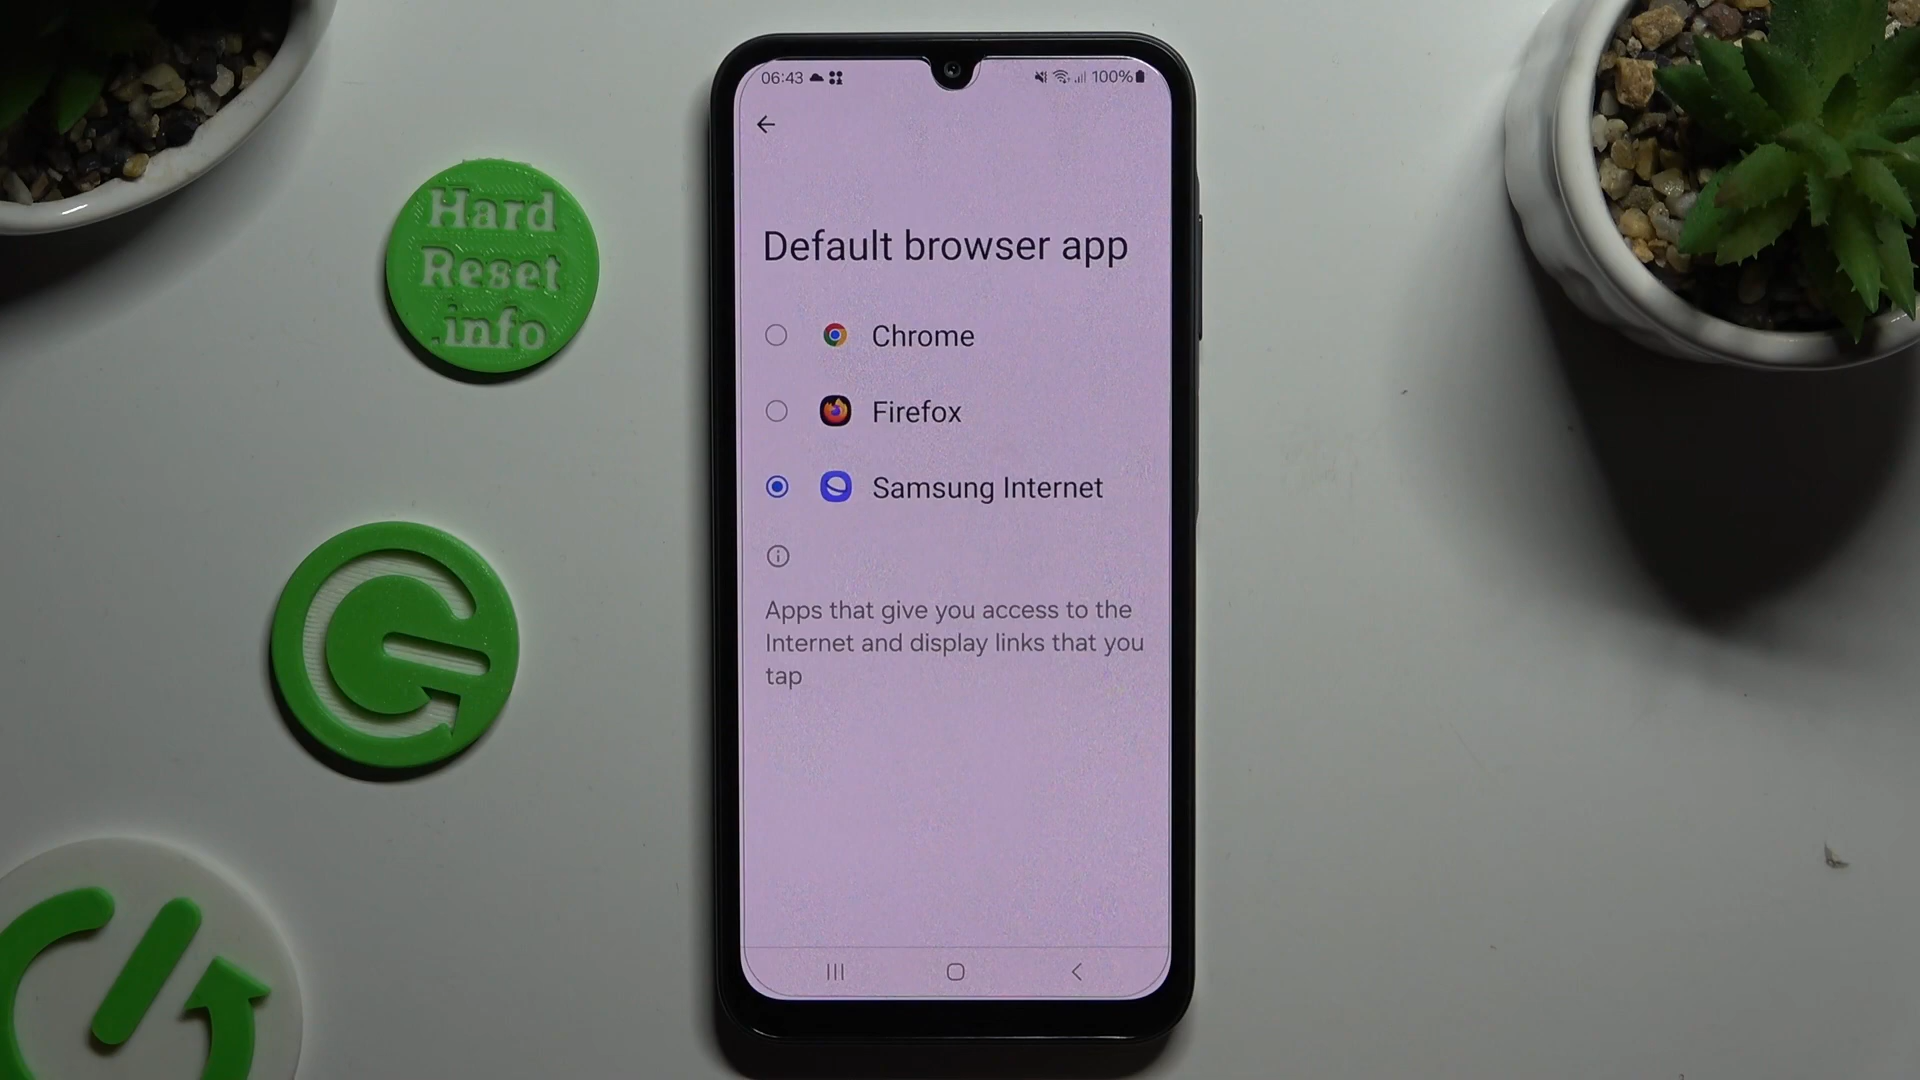 Hard
Reset
.info
06:43
100%
Default browser app
Chrome
Firefox
Samsung Internet
Apps that give you access to the
Internet and display links that you
tap